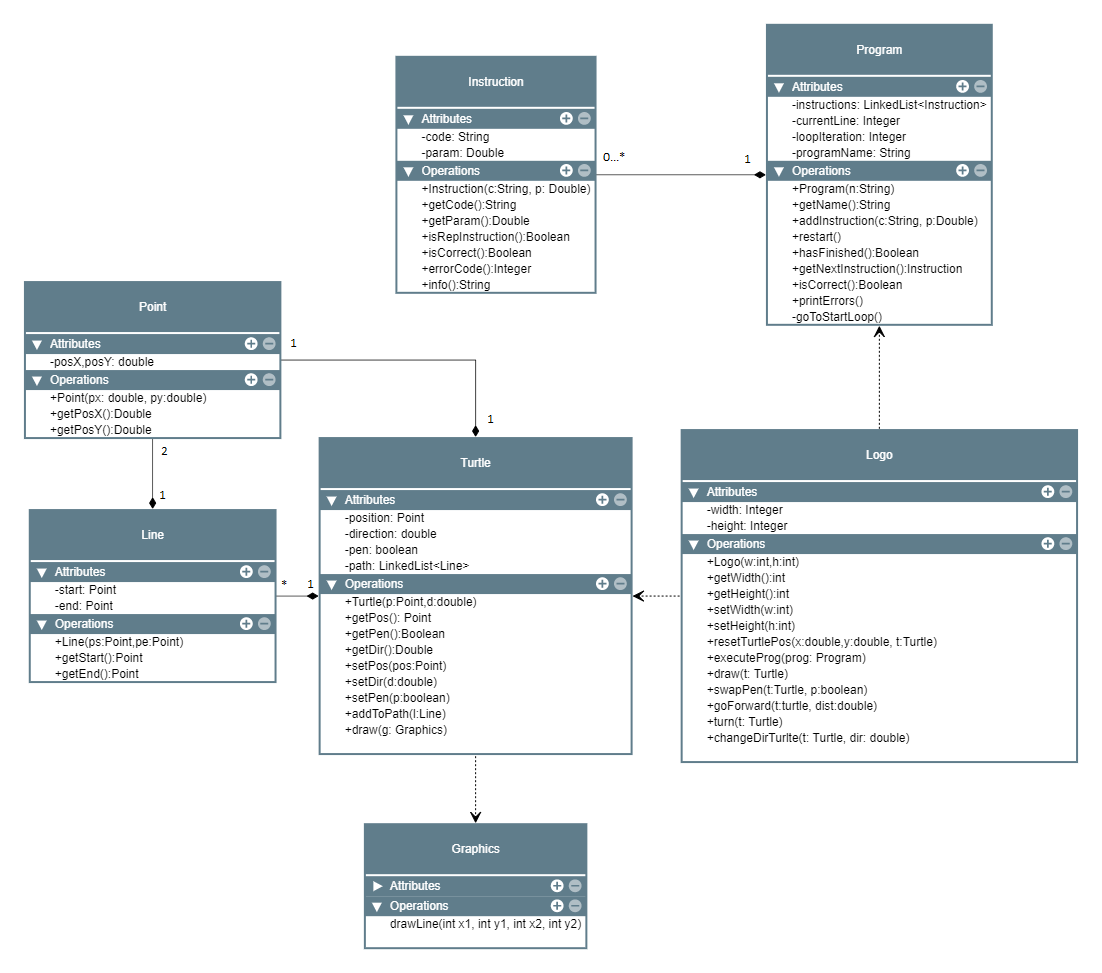 Program
Attributes
-instructions: LinkedList<Instruction>
-currentLine: Integer
-loopIteration: Integer
-programName: String
Operations
+Program(n:String)
+getName():String
+addInstruction(c:String, p:Double)
+restart()
+hasFinished():Boolean
+getNextInstruction():Instruction
+isCorrect():Boolean
+printErrors()
-goToStartLoop()
Instruction
Attributes
-code: String
-param: Double
Operations
+Instruction(c:String, p: Double)
+getCode():String
+getParam():Double
+isRepInstruction():Boolean
+isCorrect():Boolean
+errorCode():Integer
+info():String
0...*
1
Point
Attributes
-posX,posY: double
Operations
+Point(px: double, py:double)
+getPosX():Double
+getPosY():Double
1
1
2
1
Line
Attributes
-start: Point
-end: Point
Operations
+Line(ps:Point,pe:Point)
+getStart():Point
+getEnd():Point
*
1
Turtle
Attributes
-position: Point
-direction: double
-pen: boolean
-path: LinkedList<Line>
Operations
+Turtle(p:Point,d:double)
+getPos(): Point
+getPen():Boolean
+getDir():Double
+setPos(pos:Point)
+setDir(d:double)
+setPen(p:boolean)
+addToPath(l:Line)
+draw(g: Graphics)
Logo
Attributes
-width: Integer
-height: Integer
Operations
+Logo(w:int,h:int)
+getWidth():int
+getHeight():int
+setWidth(w:int)
+setHeight(h:int)
+resetTurtlePos(x:double,y:double, t:Turtle)
+executeProg(prog: Program)
+draw(t: Turtle)
+swapPen(t:Turtle, p:boolean)
+goForward(t:turtle, dist:double)
+turn(t: Turtle)
+changeDirTurlte(t: Turtle, dir: double)
Graphics
Attributes
Operations
drawLine(int x1, int y1, int x2, int y2)